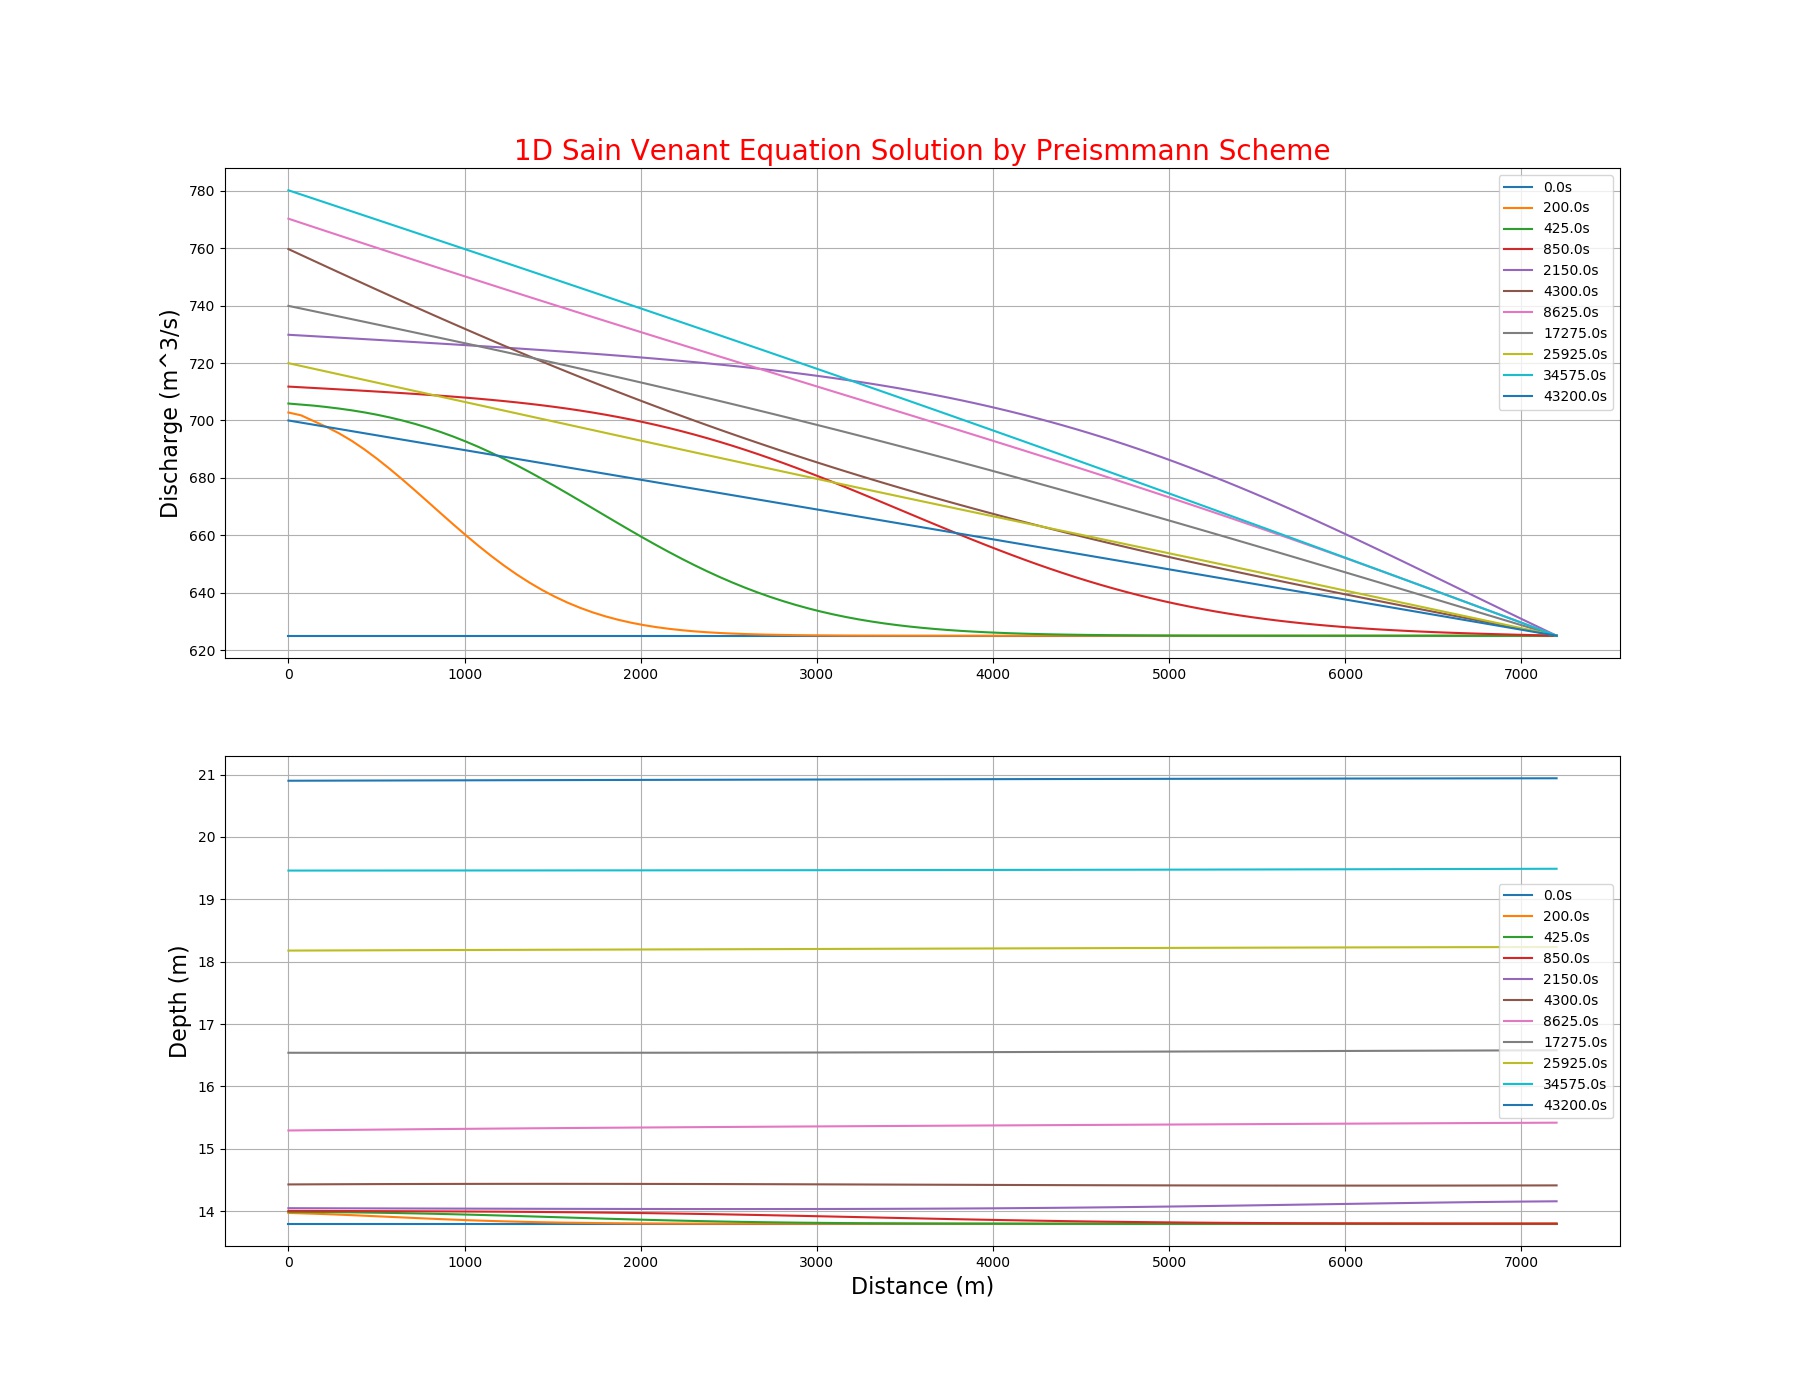 1D Sain Venant Equation Solution by Preismmann Scheme
Discharge (m^3/s)
780
760
740
720
700
680
660
640
620
0 1000 2000 3000 4000 5000 6000 7000
0.0s
200.0s
425.0s
850.0s
2150.0s
4300.0s
8625.0s
17275.0s
25925.0s
34575.0s
43200.0s
Depth (m)
21
20
19
18
17
16
15
14
0 1000 2000 3000 4000 5000 6000 7000
0.0s
200.0s
425.0s
850.0s
2150.0s
4300.0s
8625.0s
17275.0s
25925.0s
34575.0s
43200.0s
Distance (m)